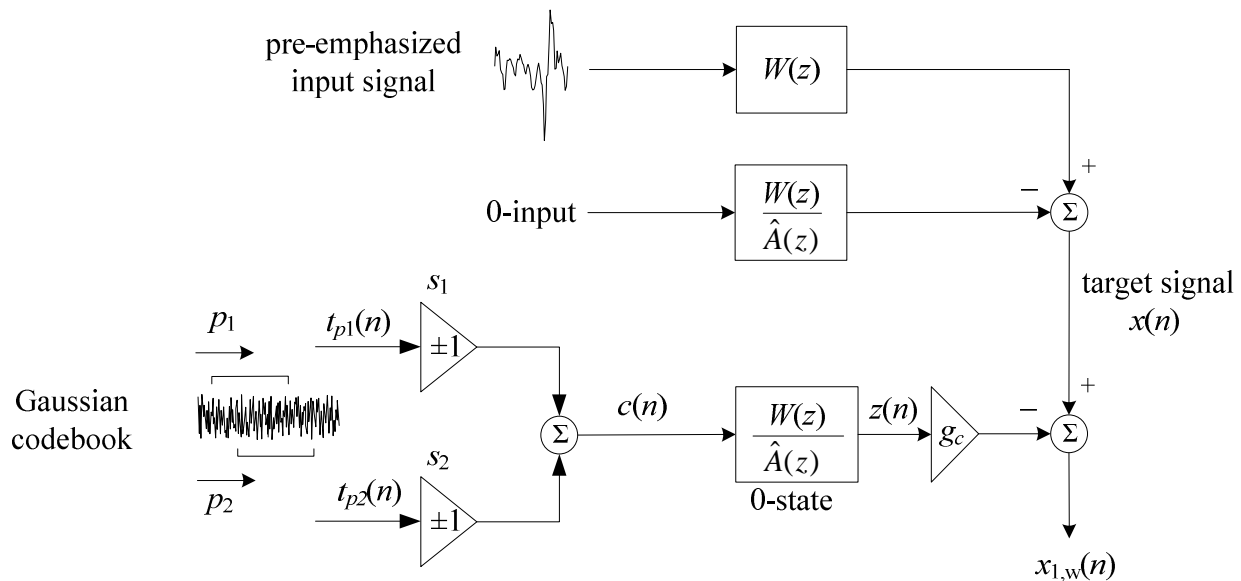 pre-emphasized
input signal
W(z)
+
0-input
W(z)
Â(z)
−
Σ
target signal
x(n)
s₁
p₁
tₚ₁(n)
±1
Gaussian
codebook
Σ
c(n)
W(z)
Â(z)
0-state
z(n)
g_c
−
+
Σ
s₂
p₂
tₚ₂(n)
±1
x₁,w(n)